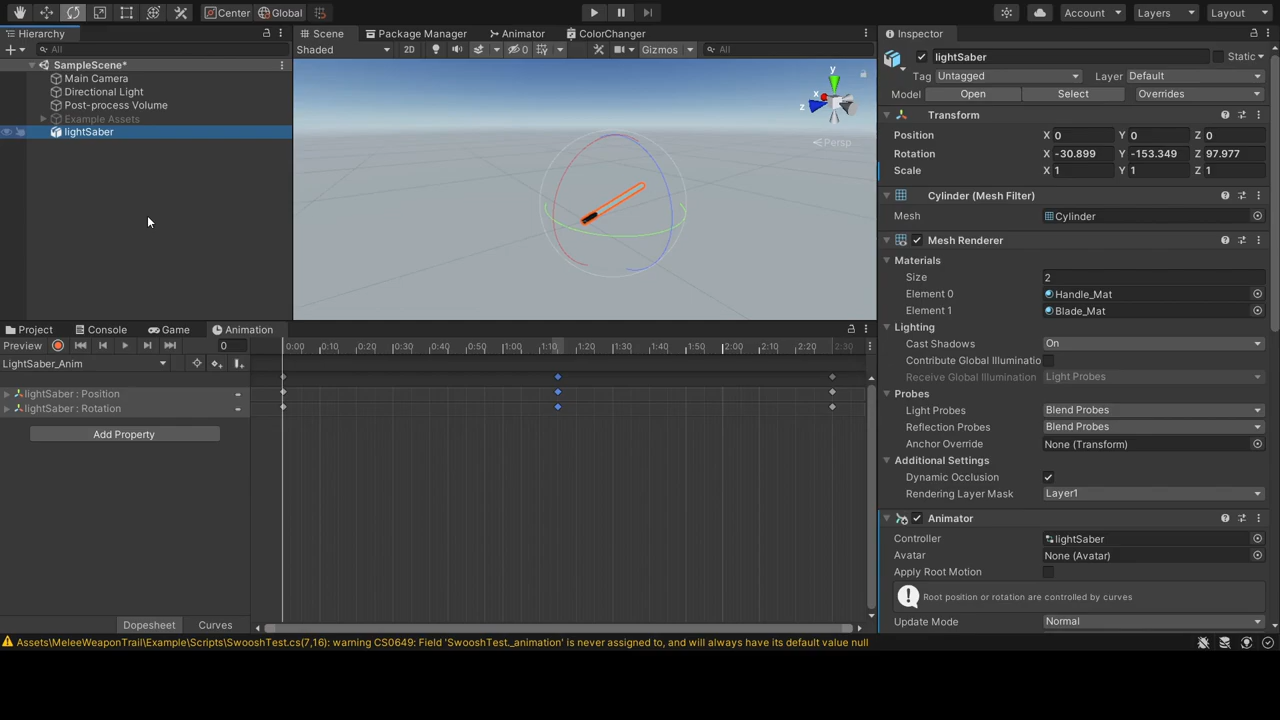 Center Global Account Layers Layout
Hierarchy
All
SampleScene*
Main Camera
Directional Light
Post-process Volume
Example Assets
lightSaber
Scene Package Manager Animator ColorChanger
Shaded 2D 0 Gizmos All
y
x
z
Persp
Project Console Game Animation
Preview 0 0:00 0:10 0:20 0:30 0:40 0:50 1:00 1:10 1:20 1:30 1:40 1:50 2:00 2:10 2:20 2:30
LightSaber_Anim
lightSaber : Position
lightSaber : Rotation
Add Property
Dopesheet Curves
Inspector
lightSaber Static
Tag Untagged Layer Default
Model Open Select Overrides
Transform
Position X 0 Y 0 Z 0
Rotation X -30.899 Y -153.349 Z 97.977
Scale X 1 Y 1 Z 1
Cylinder (Mesh Filter)
Mesh Cylinder
Mesh Renderer
Materials
Size 2
Element 0 Handle_Mat
Element 1 Blade_Mat
Lighting
Cast Shadows On
Contribute Global Illuminatio
Receive Global Illumination Light Probes
Probes
Light Probes Blend Probes
Reflection Probes Blend Probes
Anchor Override None (Transform)
Additional Settings
Dynamic Occlusion
Rendering Layer Mask Layer1
Animator
Controller lightSaber
Avatar None (Avatar)
Apply Root Motion
Root position or rotation are controlled by curves
Update Mode Normal
Assets\MeleeWeaponTrail\Example\Scripts\SwooshTest.cs(7,16): warning CS0649: Field 'SwooshTest._animation' is never assigned to, and will always have its default value null